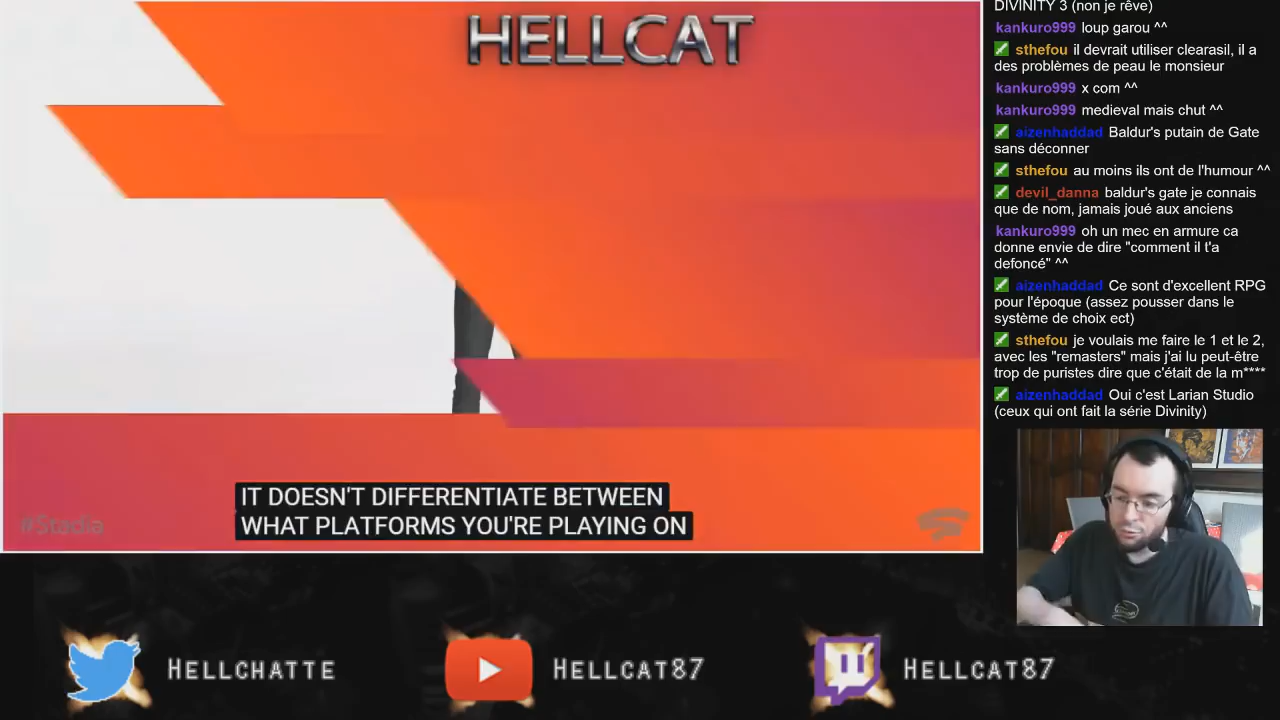 HELLCAT
IT DOESN'T DIFFERENTIATE BETWEEN
WHAT PLATFORMS YOU'RE PLAYING ON
#Stadia
DIVINITY 3 (non je rêve)
kankuro999 loup garou ^^
sthefou il devrait utiliser clearasil, il a
des problèmes de peau le monsieur
kankuro999 x com ^^
kankuro999 medieval mais chut ^^
aizenhaddad Baldur's putain de Gate
sans déconner
sthefou au moins ils ont de l'humour ^^
devil_danna baldur's gate je connais
que de nom, jamais joué aux anciens
kankuro999 oh un mec en armure ca
donne envie de dire "comment il t'a
defoncé" ^^
aizenhaddad Ce sont d'excellent RPG
pour l'époque (assez pousser dans le
système de choix ect)
sthefou je voulais me faire le 1 et le 2,
avec les "remasters" mais j'ai lu peut-être
trop de puristes dire que c'était de la m****
aizenhaddad Oui c'est Larian Studio
(ceux qui ont fait la série Divinity)
HELLCHATTE
HELLCAT87
HELLCAT87